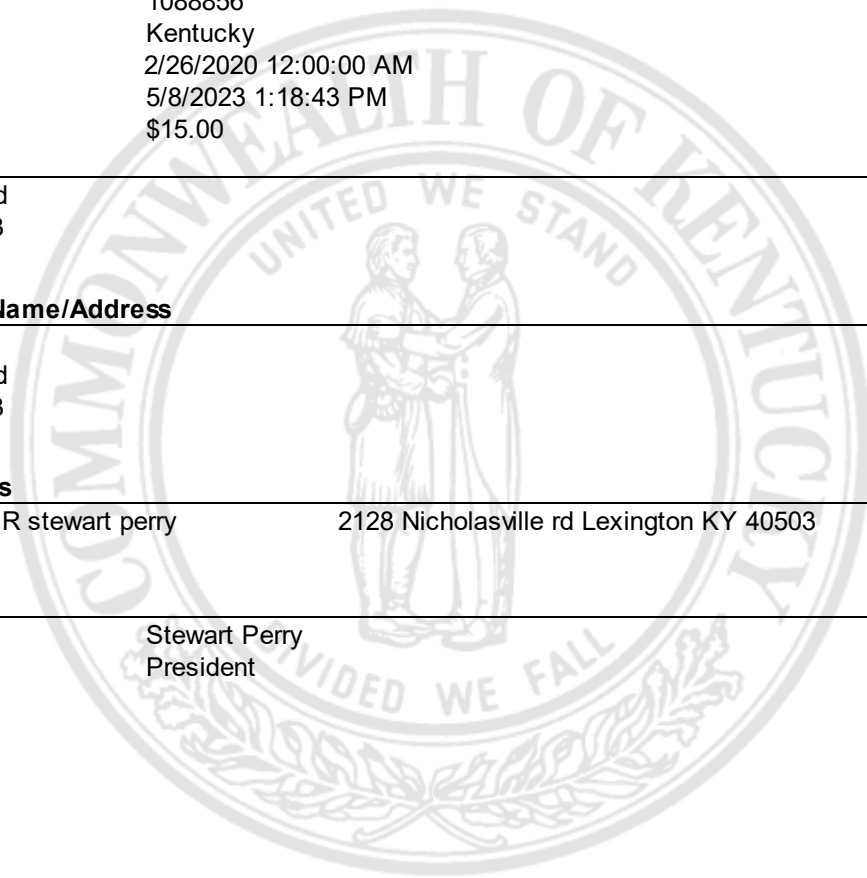 1088856
Kentucky
2/26/2020 12:00:00 AM
5/8/2023 1:18:43 PM
$15.00
d
3
Name/Address
d
3
s
R stewart perry 2128 Nicholasville rd Lexington KY 40503
Stewart Perry
President
COMMONWEALTH OF KENTUCKY
UNITED WE STAND
DIVIDED WE FALL